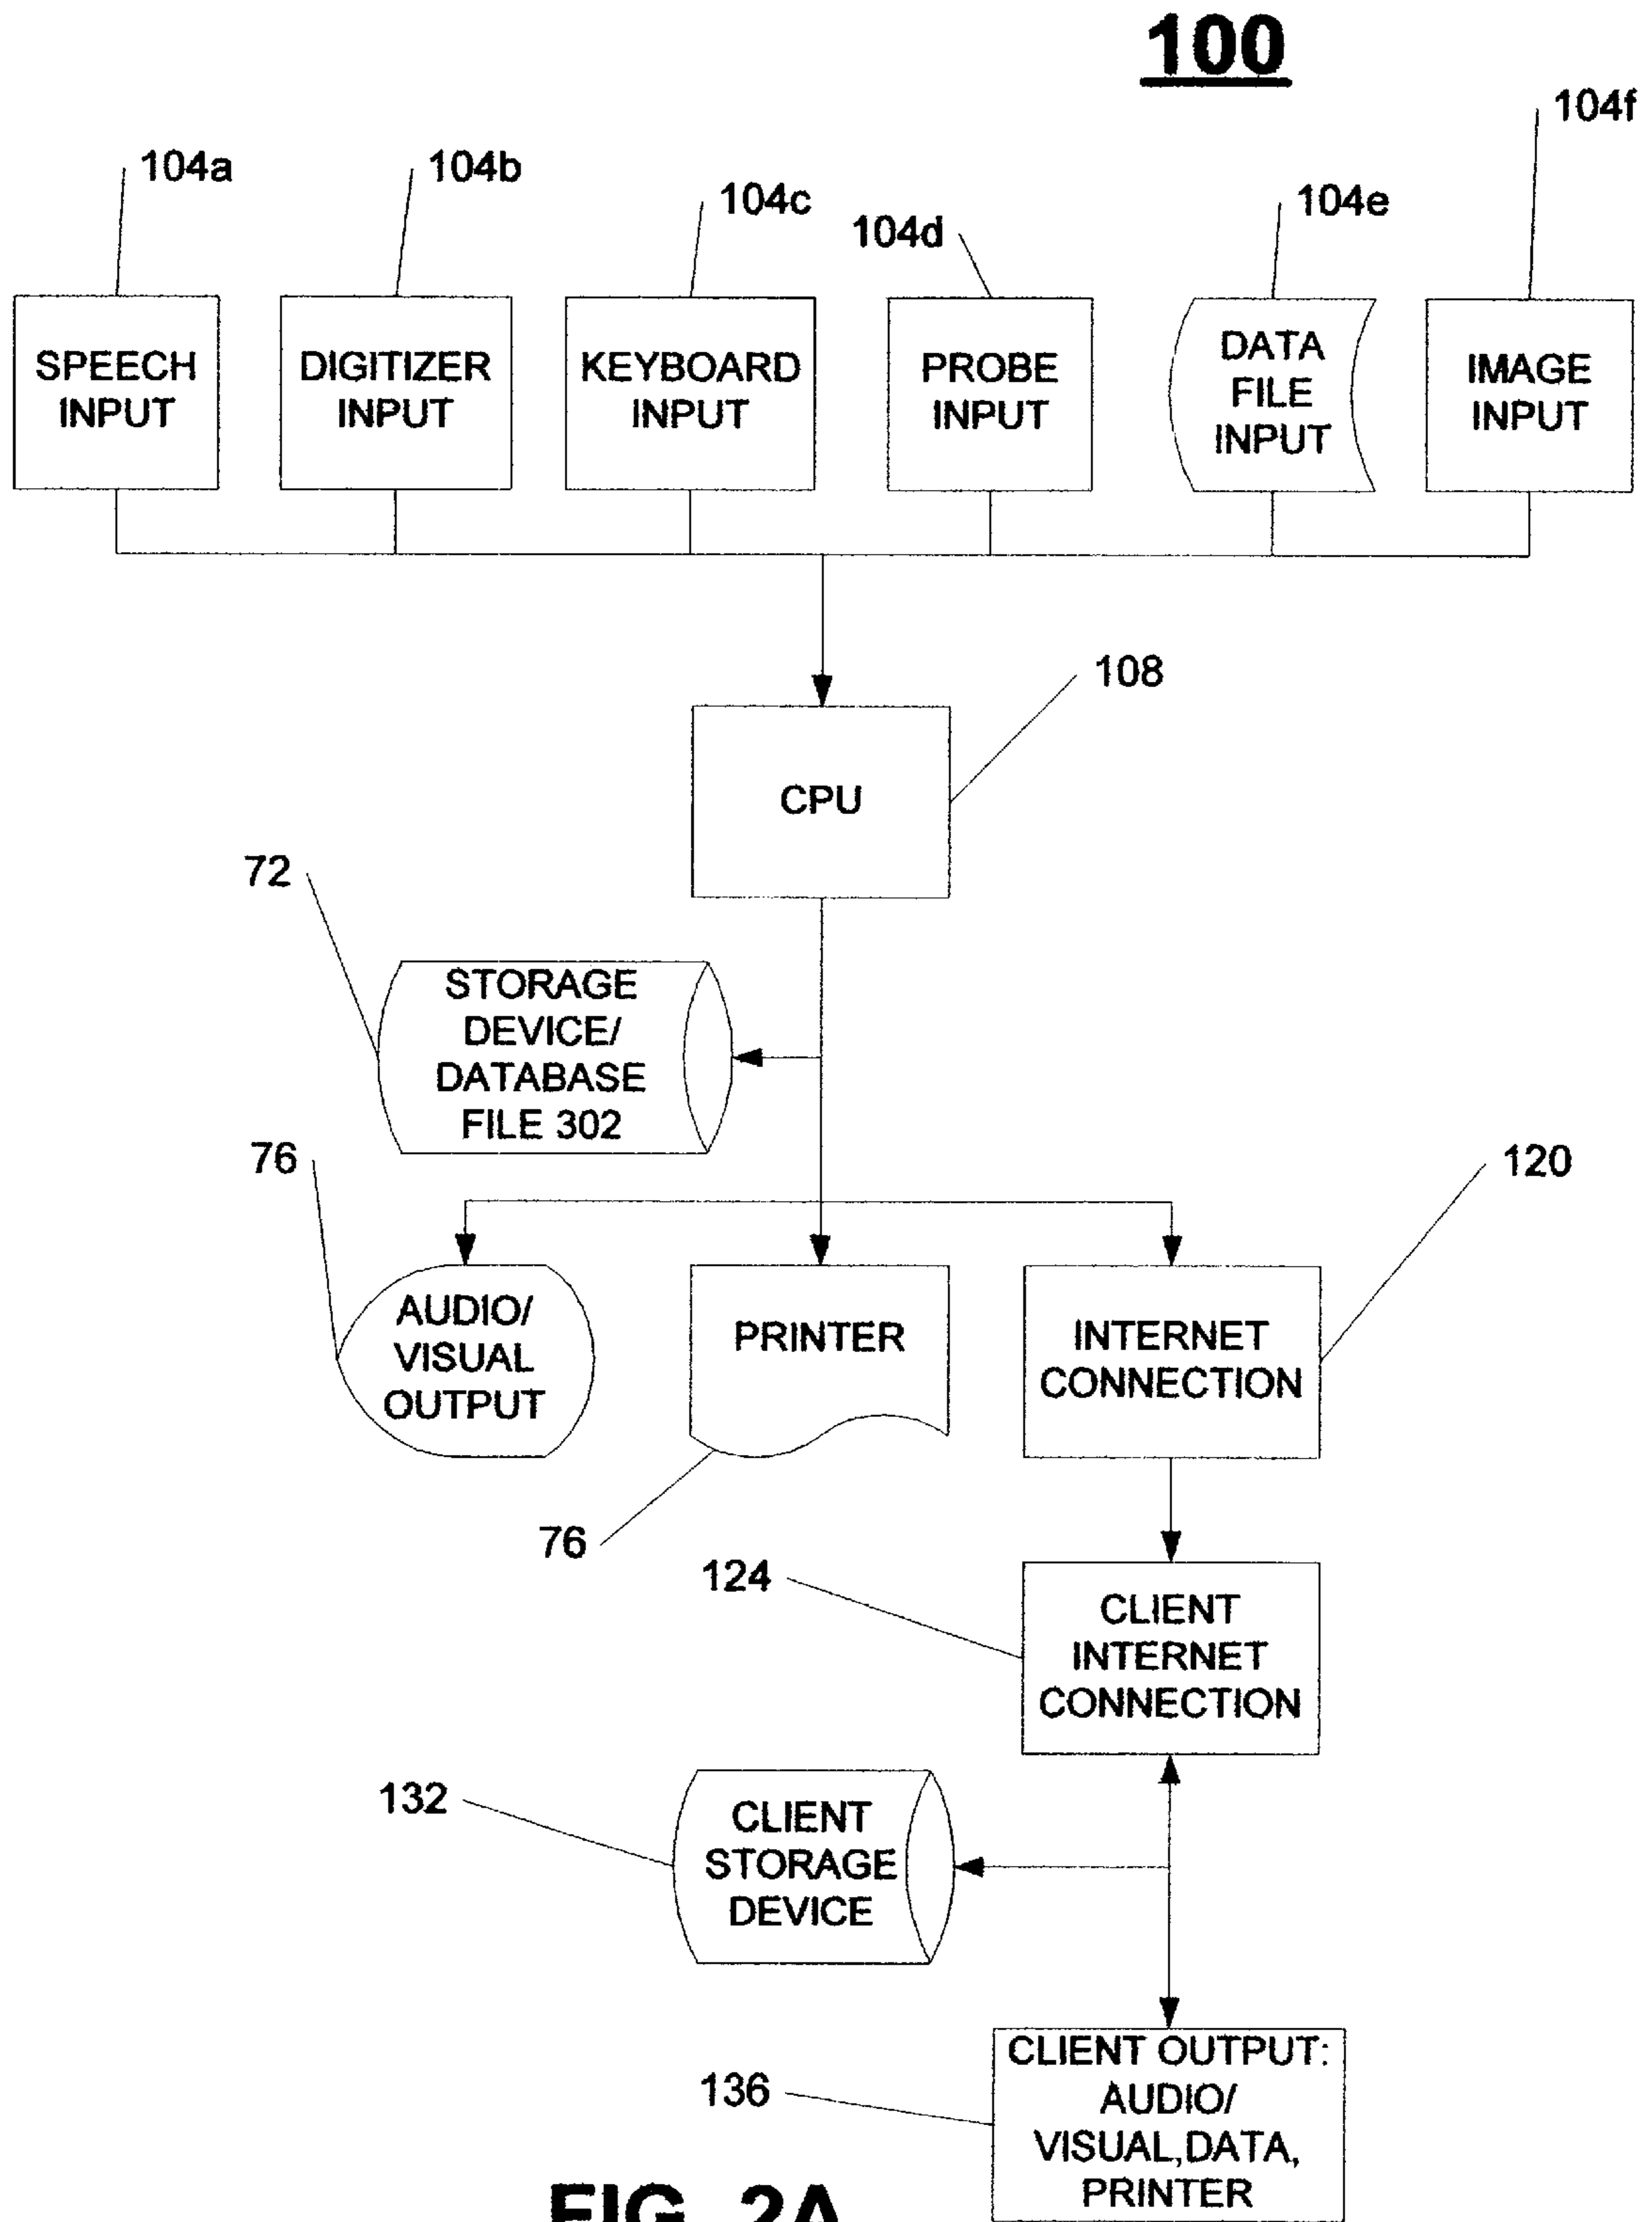 100
104f
104a
104b
104c
104e
104d
SPEECH
INPUT
DIGITIZER
INPUT
KEYBOARD
INPUT
PROBE
INPUT
DATA
FILE
INPUT
IMAGE
INPUT
108
CPU
72
STORAGE
DEVICE/
DATABASE
FILE 302
76
120
AUDIO/
VISUAL
OUTPUT
PRINTER
INTERNET
CONNECTION
76
124
CLIENT
INTERNET
CONNECTION
132
CLIENT
STORAGE
DEVICE
136
CLIENT OUTPUT:
AUDIO/
VISUAL,DATA,
PRINTER
FIG. 2A